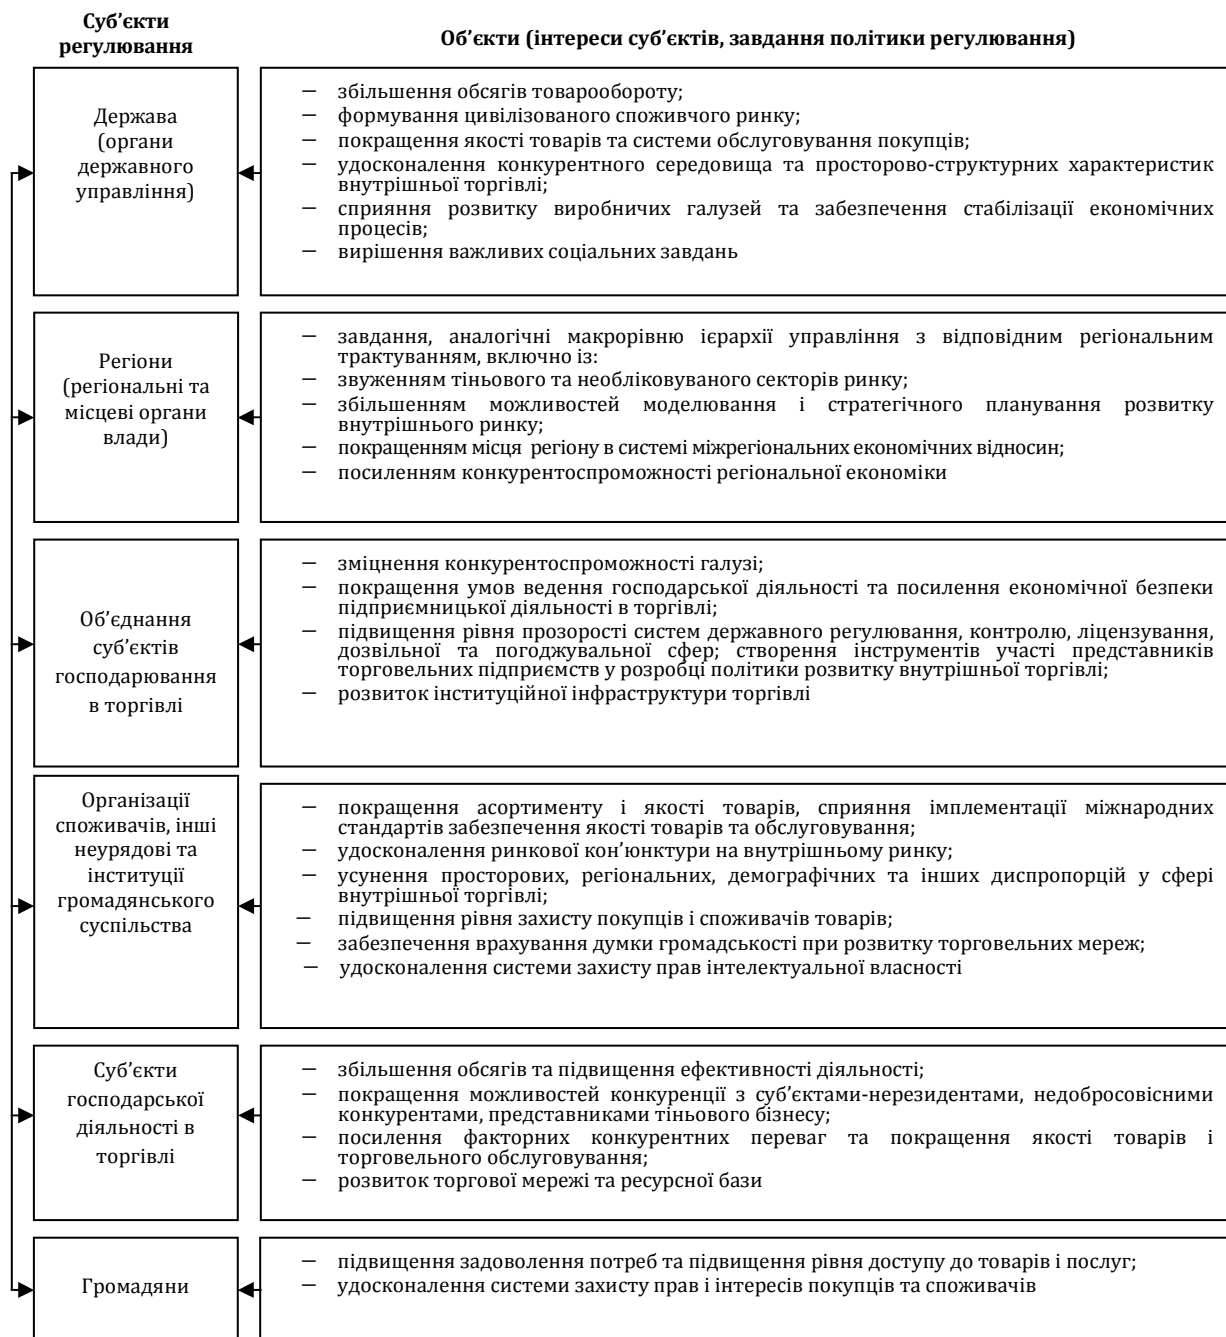 Суб’єкти
регулювання
Об’єкти (інтереси суб’єктів, завдання політики регулювання)
Держава
(органи
державного
управління)
— збільшення обсягів товарообороту;
— формування цивілізованого споживчого ринку;
— покращення якості товарів та системи обслуговування покупців;
— удосконалення конкурентного середовища та просторово-структурних характеристик
внутрішньої торгівлі;
— сприяння розвитку виробничих галузей та забезпечення стабілізації економічних
процесів;
— вирішення важливих соціальних завдань
Регіони
(регіональні та
місцеві органи
влади)
— завдання, аналогічні макрорівню ієрархії управління з відповідним регіональним
трактуванням, включно із:
— звуженням тіньового та необліковуваного секторів ринку;
— збільшенням можливостей моделювання і стратегічного планування розвитку
внутрішнього ринку;
— покращенням місця регіону в системі міжрегіональних економічних відносин;
— посиленням конкурентоспроможності регіональної економіки
Об’єднання
суб’єктів
господарювання
в торгівлі
— зміцнення конкурентоспроможності галузі;
— покращення умов ведення господарської діяльності та посилення економічної безпеки
підприємницької діяльності в торгівлі;
— підвищення рівня прозорості систем державного регулювання, контролю, ліцензування,
дозвільної та погоджувальної сфер; створення інструментів участі представників
торговельних підприємств у розробці політики розвитку внутрішньої торгівлі;
— розвиток інституційної інфраструктури торгівлі
Організації
споживачів, інші
неурядові та
інституції
громадянського
суспільства
— покращення асортименту і якості товарів, сприяння імплементації міжнародних
стандартів забезпечення якості товарів та обслуговування;
— удосконалення ринкової кон’юнктури на внутрішньому ринку;
— усунення просторових, регіональних, демографічних та інших диспропорцій у сфері
внутрішньої торгівлі;
— підвищення рівня захисту покупців і споживачів товарів;
— забезпечення врахування думки громадськості при розвитку торговельних мереж;
— удосконалення системи захисту прав інтелектуальної власності
Суб’єкти
господарської
діяльності в
торгівлі
— збільшення обсягів та підвищення ефективності діяльності;
— покращення можливостей конкуренції з суб’єктами-нерезидентами, недобросовісними
конкурентами, представниками тіньового бізнесу;
— посилення факторних конкурентних переваг та покращення якості товарів і
торговельного обслуговування;
— розвиток торгової мережі та ресурсної бази
Громадяни
— підвищення задоволення потреб та підвищення рівня доступу до товарів і послуг;
— удосконалення системи захисту прав і інтересів покупців та споживачів